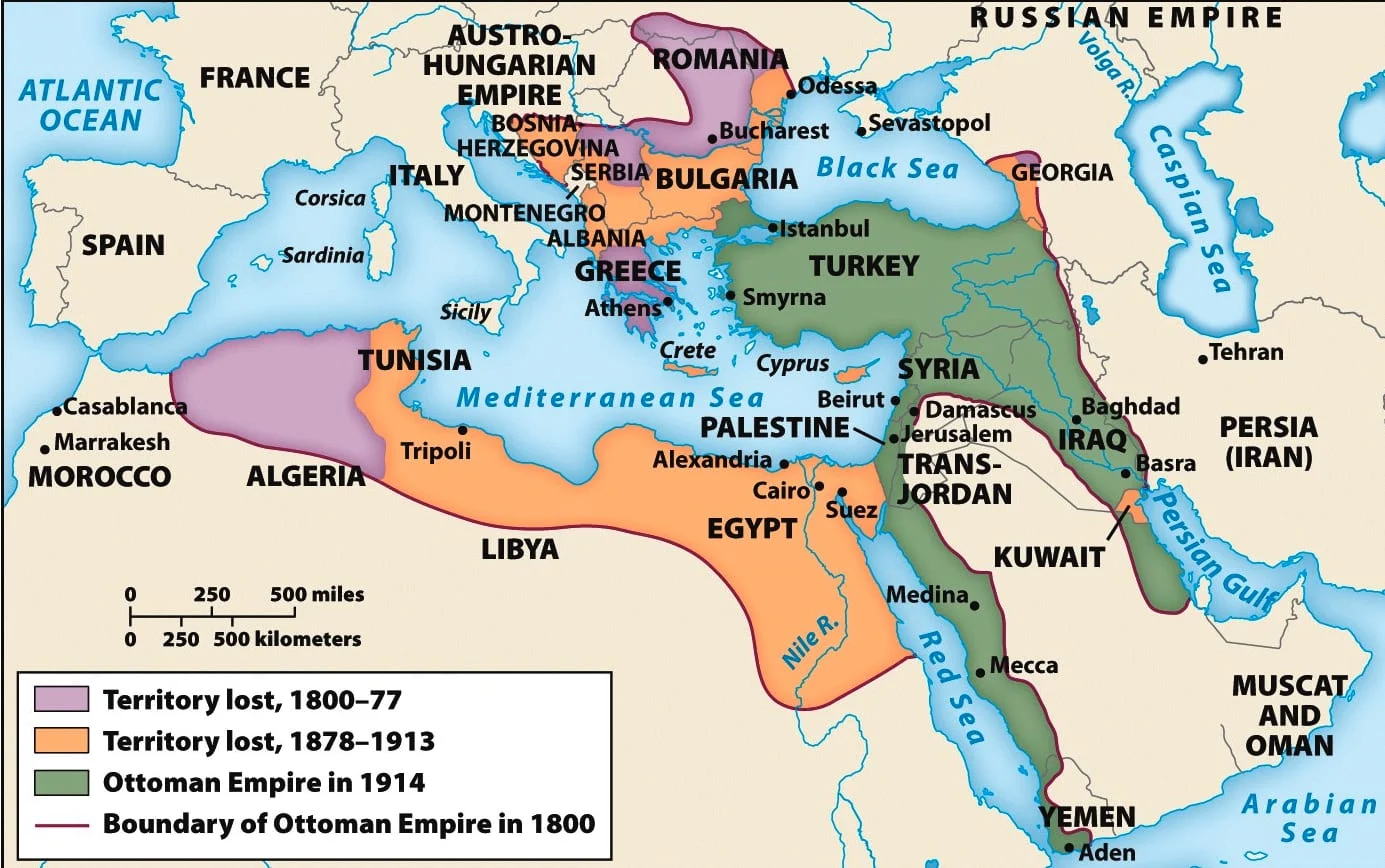 RUSSIAN EMPIRE
Volga R.
AUSTRO-
HUNGARIAN
EMPIRE
FRANCE
ATLANTIC
OCEAN
ROMANIA
Odessa
BOSNIA-
HERZEGOVINA
Bucharest
Sevastopol
Black Sea
Caspian Sea
GEORGIA
SERBIA
BULGARIA
ITALY
Corsica
MONTENEGRO
ALBANIA
Istanbul
SPAIN
Sardinia
GREECE
TURKEY
Athens
Smyrna
Sicily
Crete
Cyprus
SYRIA
Tehran
TUNISIA
Mediterranean Sea
Beirut
Damascus
Baghdad
Casablanca
Marrakesh
MOROCCO
ALGERIA
Tripoli
PALESTINE
Jerusalem
IRAQ
PERSIA
(IRAN)
Alexandria
TRANS-
JORDAN
Basra
Cairo
Suez
EGYPT
LIBYA
KUWAIT
Persian Gulf
0 250 500 miles
0 250 500 kilometers
Medina
Nile R.
Red Sea
Mecca
MUSCAT
AND
OMAN
Territory lost, 1800–77
Territory lost, 1878–1913
Ottoman Empire in 1914
Boundary of Ottoman Empire in 1800
YEMEN
Aden
Arabian
Sea